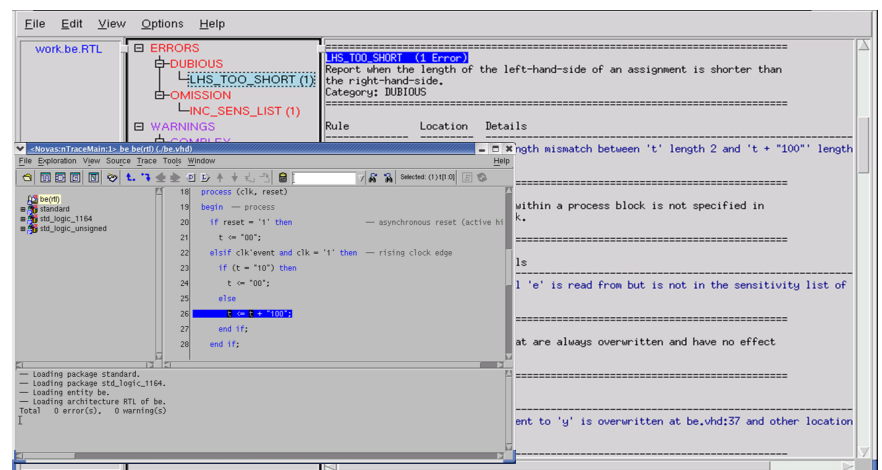 File Edit View Options Help
work.be.RTL
ERRORS
DUBIOUS
LHS_TOO_SHORT (1)
OMISSION
INC_SENS_LIST (1)
WARNINGS
LHS_TOO_SHORT (1 Error)
Report when the length of the left-hand-side of an assignment is shorter than
the right-hand-side.
Category: DUBIOUS
Rule Location Details
ngth mismatch between 't' length 2 and 't + "100"' length
within a process block is not specified in
k.
ls
l 'e' is read from but is not in the sensitivity list of
at are always overwritten and have no effect
ent to 'y' is overwritten at be.vhd:37 and other location
<Novas:nTraceMain:1> be be(rtl) (./be.vhd)
File Exploration View Source Trace Tools Window Help
Selected: (1)t[1:0]
be(rtl)
standard
std_logic_1164
std_logic_unsigned
18 process (clk, reset)
19 begin — process
20 if reset = '1' then — asynchronous reset (active hi
21 t <= "00";
22 elsif clk'event and clk = '1' then — rising clock edge
23 if (t = "10") then
24 t <= "00";
25 else
26 t <= t + "100";
27 end if;
28 end if;
— Loading package standard.
— Loading package std_logic_1164.
— Loading entity be.
— Loading architecture RTL of be.
Total 0 error(s), 0 warning(s)